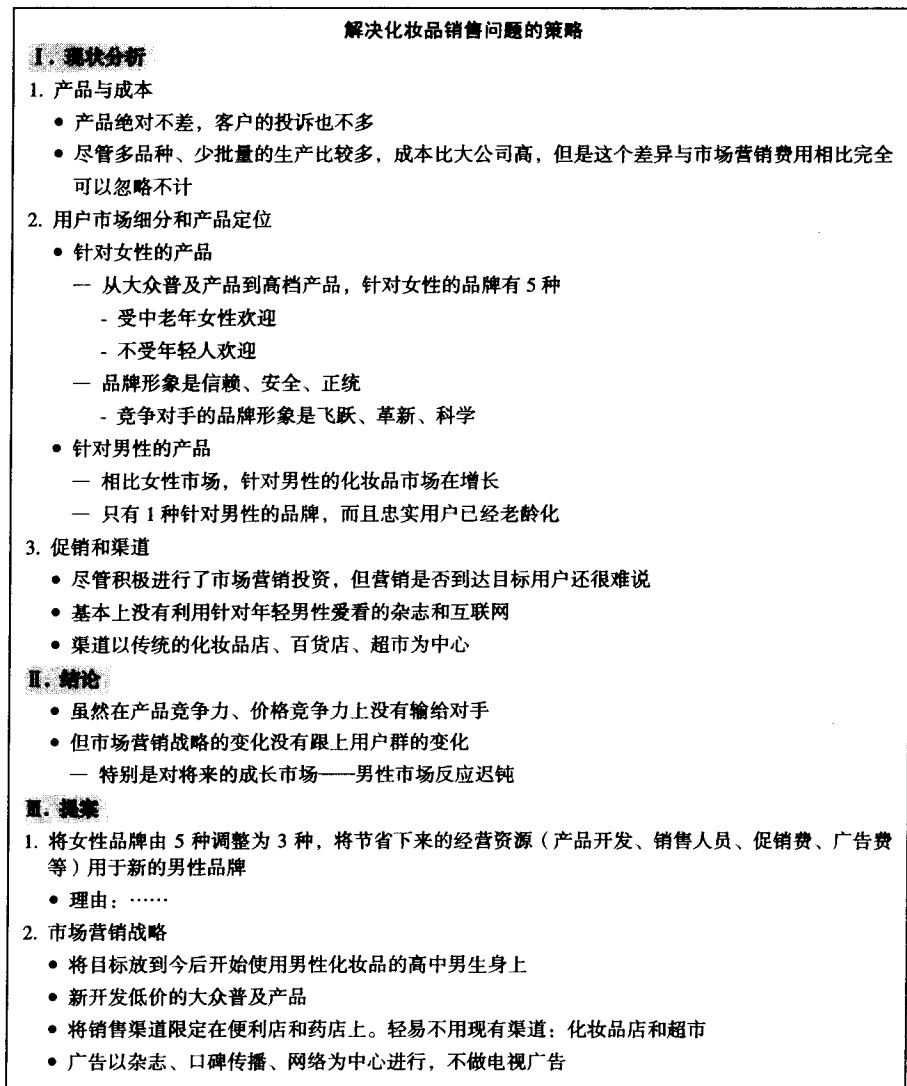 解决化妆品销售问题的策略
Ⅰ. 现状分析
1. 产品与成本
• 产品绝对不差，客户的投诉也不多
• 尽管多品种、少批量的生产比较多，成本比大公司高，但是这个差异与市场营销费用相比完全
可以忽略不计
2. 用户市场细分和产品定位
• 针对女性的产品
— 从大众普及产品到高档产品，针对女性的品牌有 5 种
- 受中老年女性欢迎
- 不受年轻人欢迎
— 品牌形象是信赖、安全、正统
- 竞争对手的品牌形象是飞跃、革新、科学
• 针对男性的产品
— 相比女性市场，针对男性的化妆品市场在增长
— 只有 1 种针对男性的品牌，而且忠实用户已经老龄化
3. 促销和渠道
• 尽管积极进行了市场营销投资，但营销是否到达目标用户还很难说
• 基本上没有利用针对年轻男性爱看的杂志和互联网
• 渠道以传统的化妆品店、百货店、超市为中心
Ⅱ. 结论
• 虽然在产品竞争力、价格竞争力上没有输给对手
• 但市场营销战略的变化没有跟上用户群的变化
— 特别是对将来的成长市场——男性市场反应迟钝
Ⅲ. 提案
1. 将女性品牌由 5 种调整为 3 种，将节省下来的经营资源（产品开发、销售人员、促销费、广告费
等）用于新的男性品牌
• 理由：……
2. 市场营销战略
• 将目标放到今后开始使用男性化妆品的高中男生身上
• 新开发低价的大众普及产品
• 将销售渠道限定在便利店和药店上。轻易不用现有渠道：化妆品店和超市
• 广告以杂志、口碑传播、网络为中心进行，不做电视广告